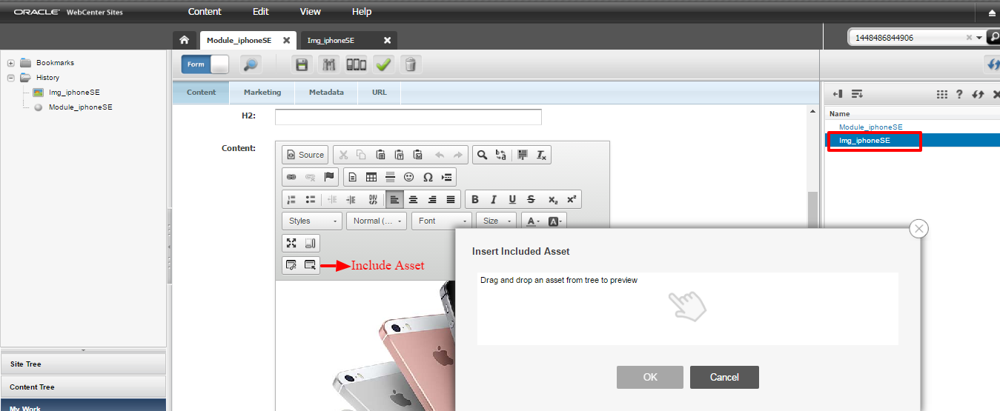 ORACLE® WebCenter Sites
Content Edit View Help
Module_iphoneSE
Img_iphoneSE
1448486844906
Bookmarks
History
Img_iphoneSE
Module_iphoneSE
Form
Content Marketing Metadata URL
H2:
Content:
Source
Styles
Normal (...
Font
Size
Include Asset
Name
Module_iphoneSE
Img_iphoneSE
Insert Included Asset
Drag and drop an asset from tree to preview
OK Cancel
Site Tree
Content Tree
My Work